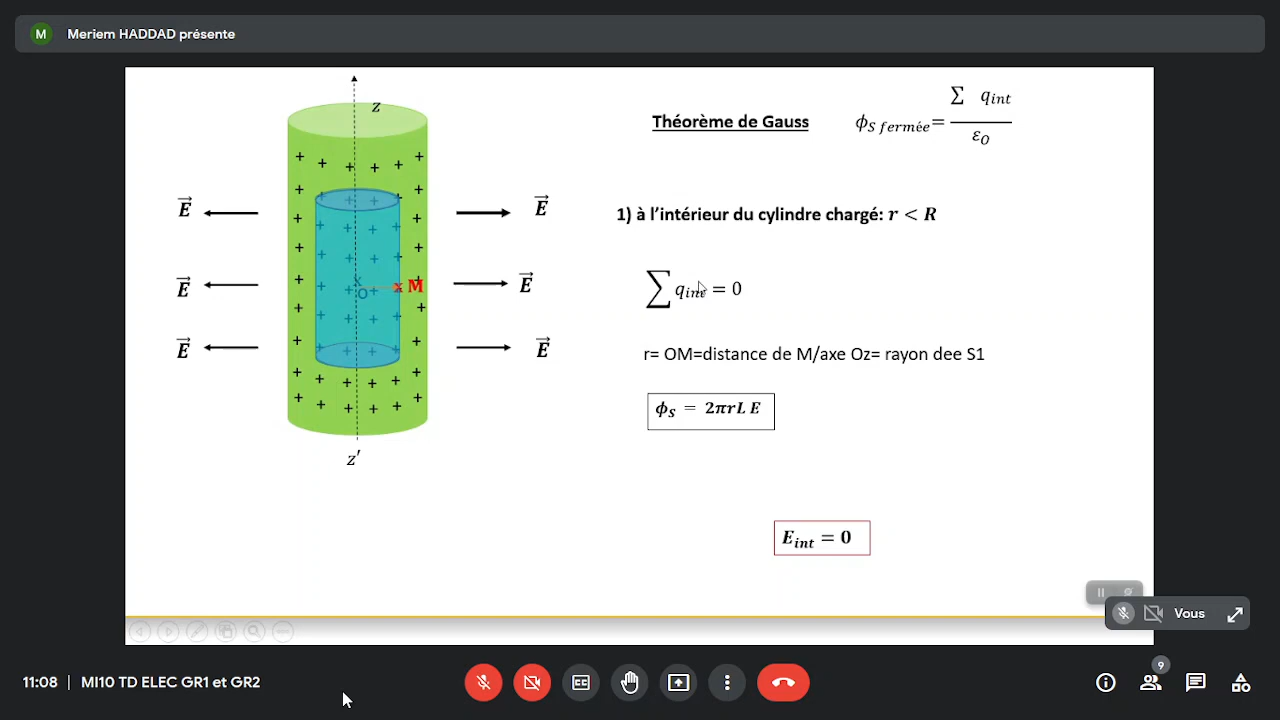 M Meriem HADDAD présente
z
Théorème de Gauss
ϕS fermée= ∑ qint / εO
E⃗ E⃗
1) à l’intérieur du cylindre chargé: r < R
∑ qint = 0
E⃗ O x M E⃗
E⃗ E⃗
r= OM=distance de M/axe Oz= rayon dee S1
ϕS = 2πrL E
z′
Eint = 0
Vous
9
11:08 | MI10 TD ELEC GR1 et GR2